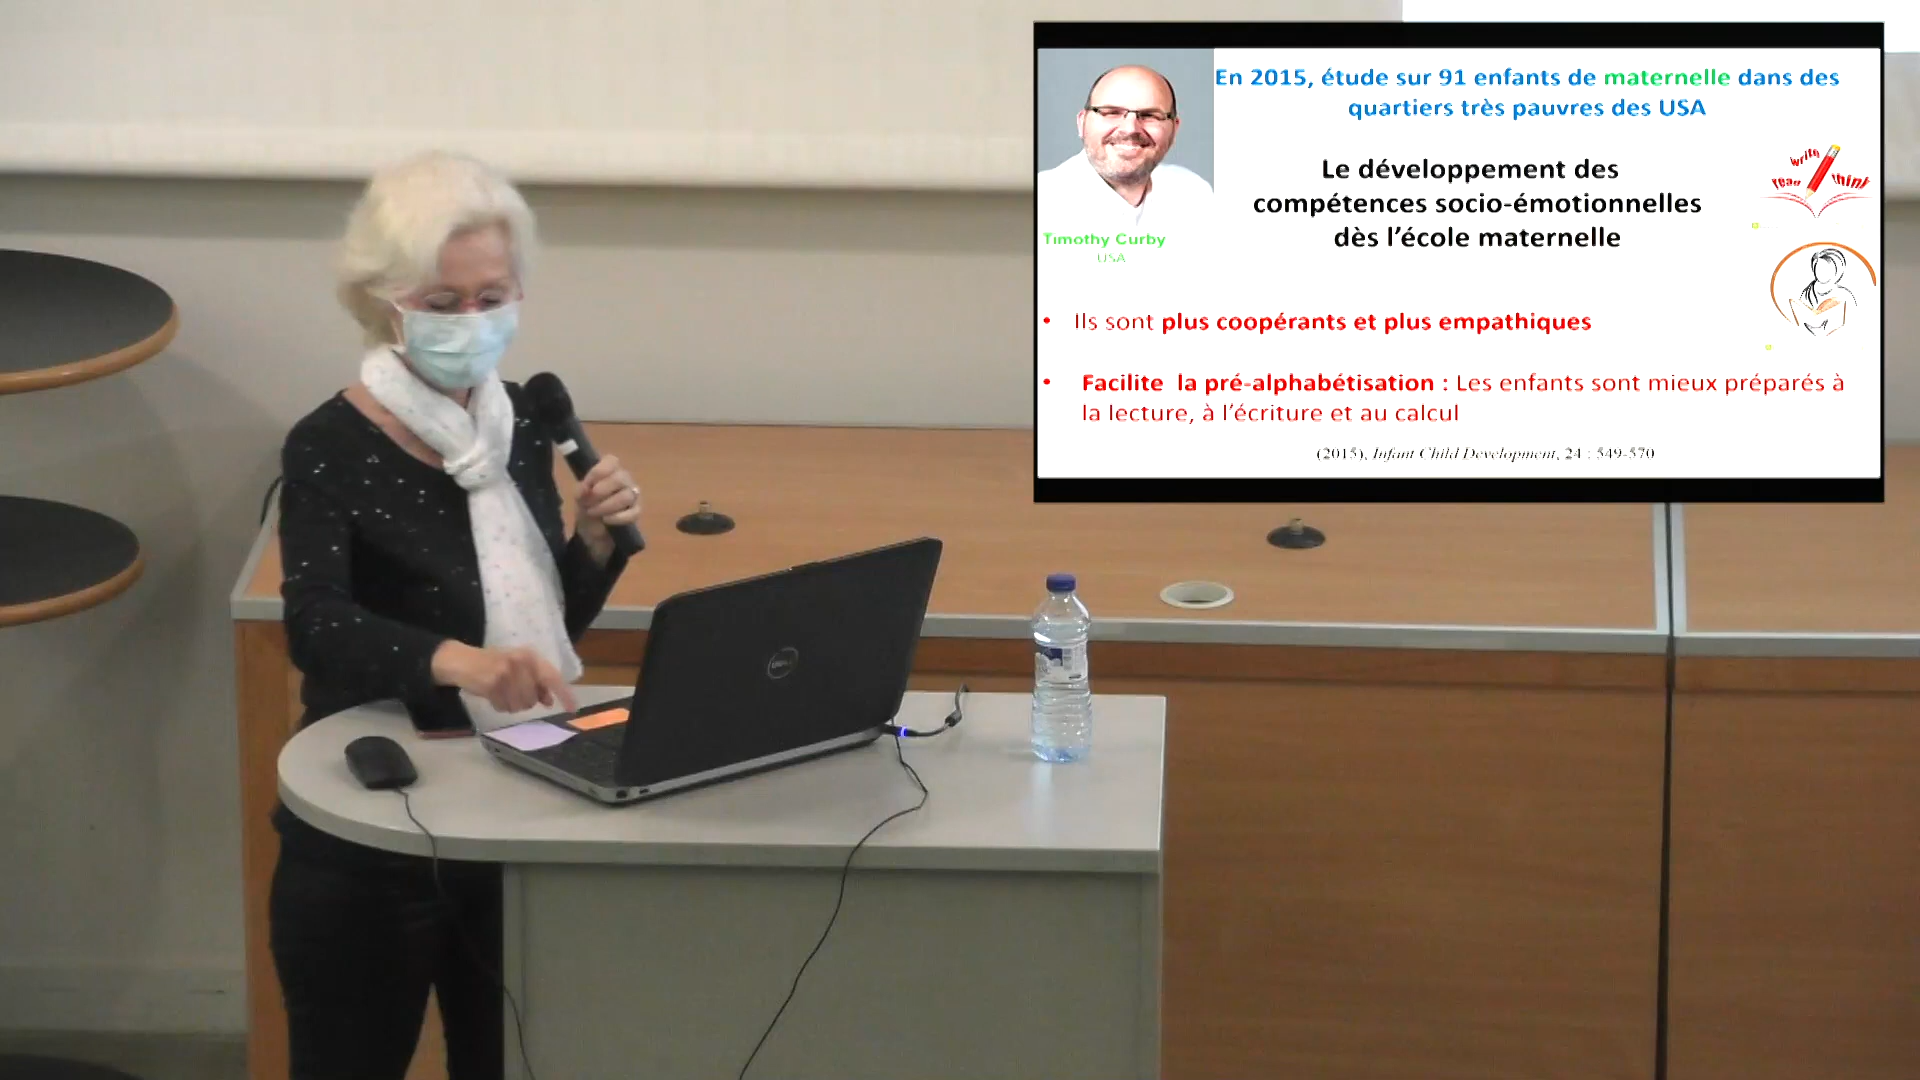 En 2015, étude sur 91 enfants de maternelle dans des
quartiers très pauvres des USA
Le développement des
compétences socio-émotionnelles
dès l'école maternelle
write
read think
Timothy Curby
USA
• Ils sont plus coopérants et plus empathiques
• Facilite la pré-alphabétisation : Les enfants sont mieux préparés à
la lecture, à l'écriture et au calcul
(2015), Infant Child Development, 24 : 549-570
DELL